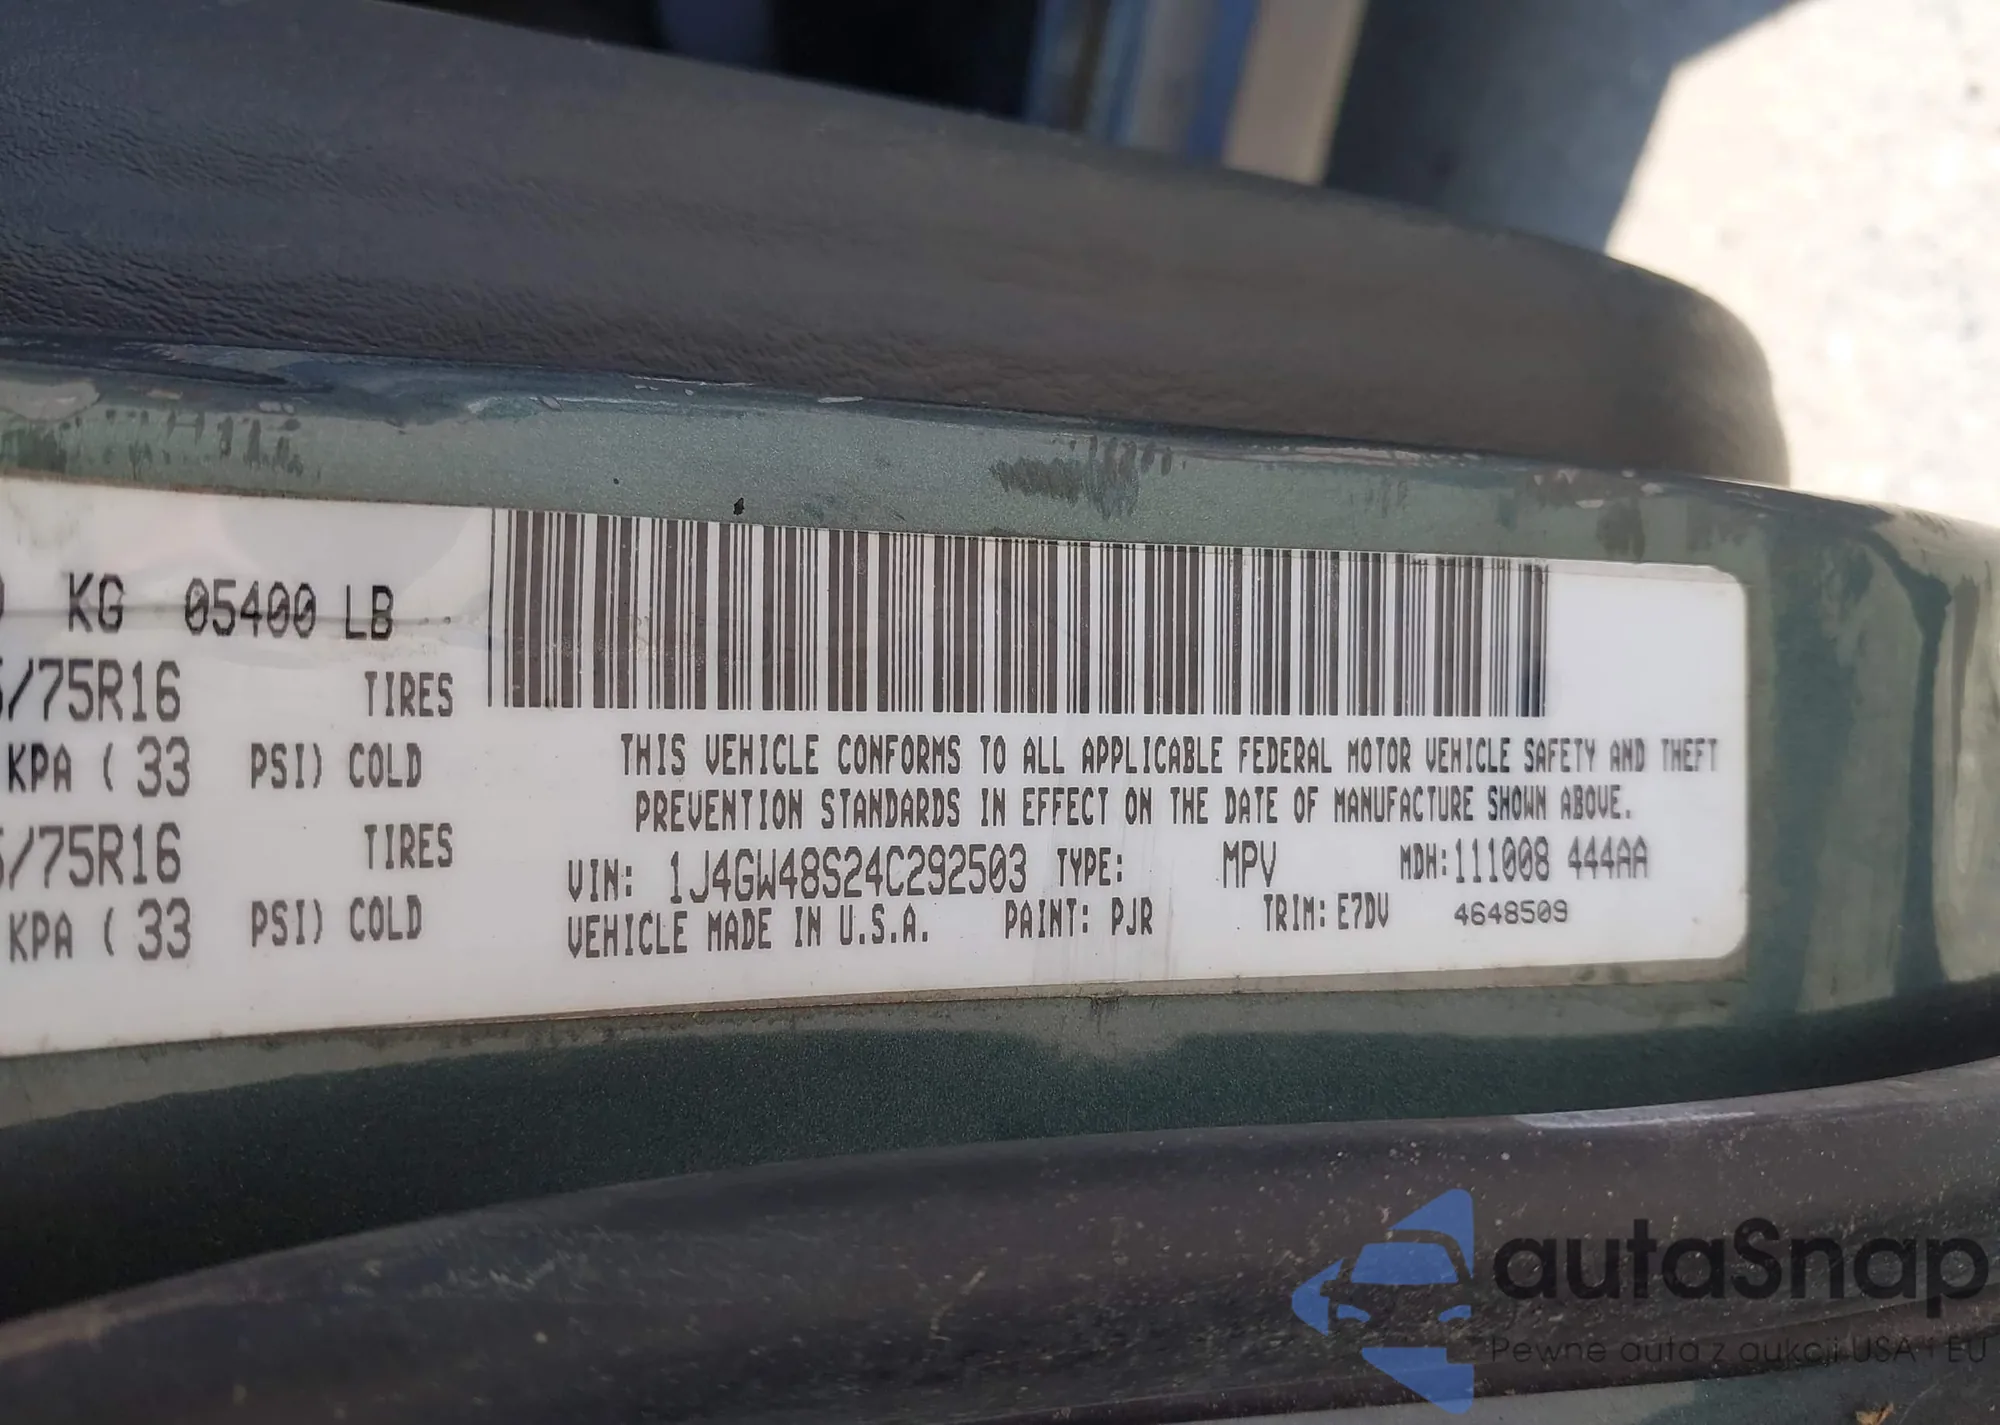 KG 05400 LB
/75R16 TIRES
KPA ( 33 PSI) COLD
/75R16 TIRES
KPA ( 33 PSI) COLD
THIS VEHICLE CONFORMS TO ALL APPLICABLE FEDERAL MOTOR VEHICLE SAFETY AND THEFT
PREVENTION STANDARDS IN EFFECT ON THE DATE OF MANUFACTURE SHOWN ABOVE.
VIN: 1J4GW48S24C292503 TYPE: MPV MDH:111008 444AA
VEHICLE MADE IN U.S.A. PAINT: PJR TRIM: E7DV 4648509
autaSnap
Pewne auta z aukcji USA i EU